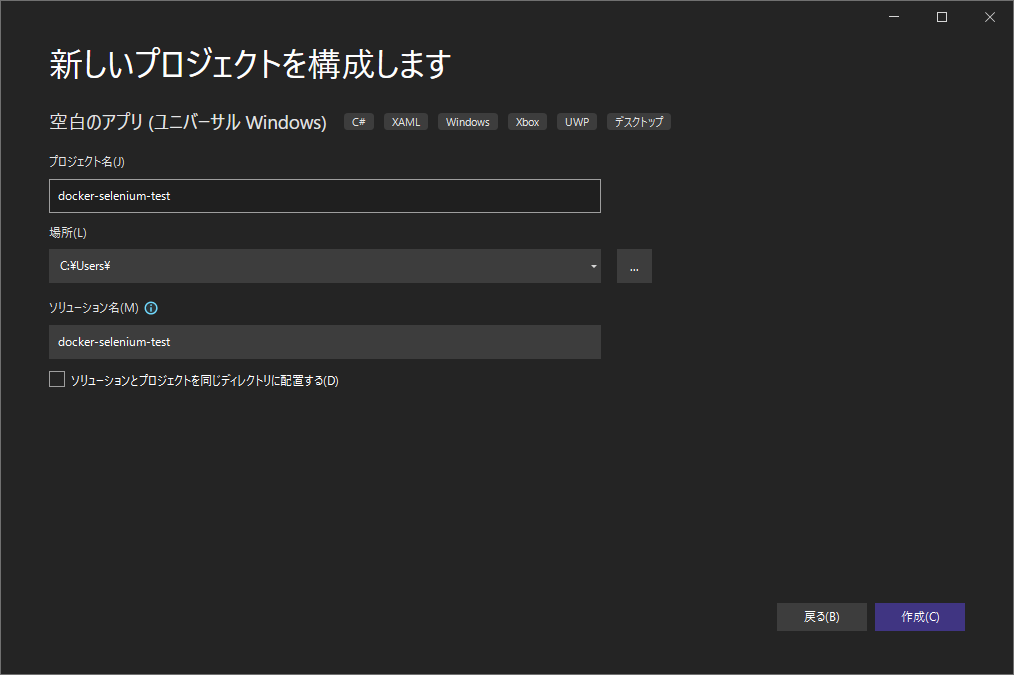 新しいプロジェクトを構成します
空白のアプリ (ユニバーサル Windows) C# XAML Windows Xbox UWP デスクトップ
プロジェクト名(J)
docker-selenium-test
場所(L)
C:¥Users¥ ...
ソリューション名(M)
docker-selenium-test
ソリューションとプロジェクトを同じディレクトリに配置する(D)
戻る(B) 作成(C)